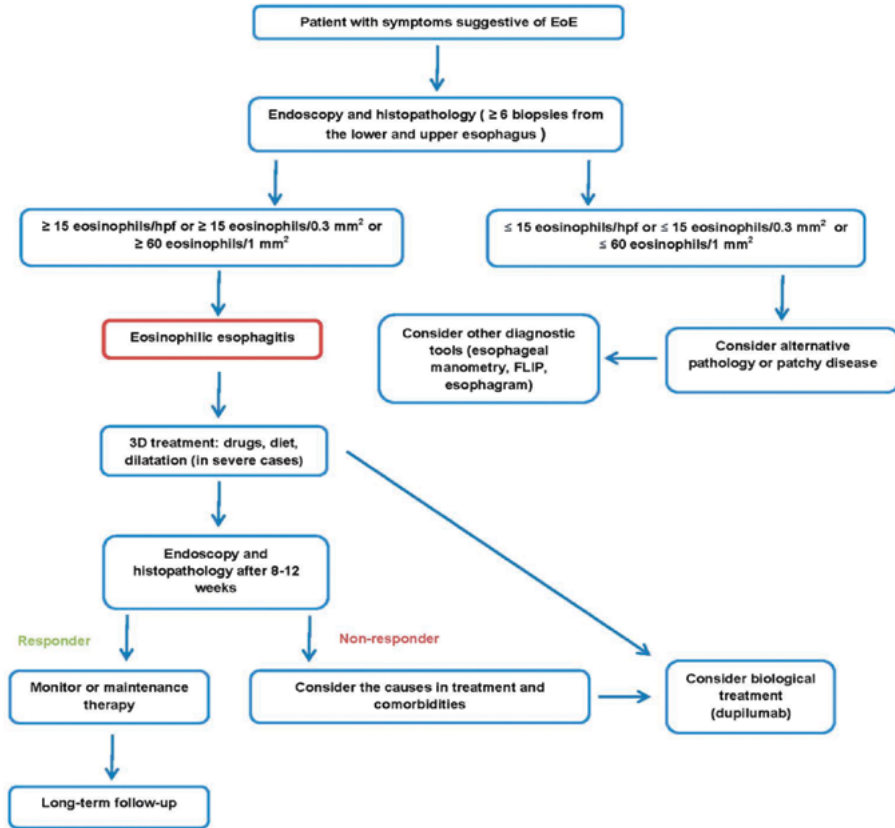 Patient with symptoms suggestive of EoE
Endoscopy and histopathology ( ≥ 6 biopsies from
the lower and upper esophagus )
≥ 15 eosinophils/hpf or ≥ 15 eosinophils/0.3 mm² or
≥ 60 eosinophils/1 mm²
≤ 15 eosinophils/hpf or ≤ 15 eosinophils/0.3 mm² or
≤ 60 eosinophils/1 mm²
Eosinophilic esophagitis
Consider other diagnostic
tools (esophageal
manometry, FLIP,
esophagram)
Consider alternative
pathology or patchy disease
3D treatment: drugs, diet,
dilatation (in severe cases)
Endoscopy and
histopathology after 8-12
weeks
Responder
Non-responder
Monitor or maintenance
therapy
Consider the causes in treatment and
comorbidities
Consider biological
treatment
(dupilumab)
Long-term follow-up